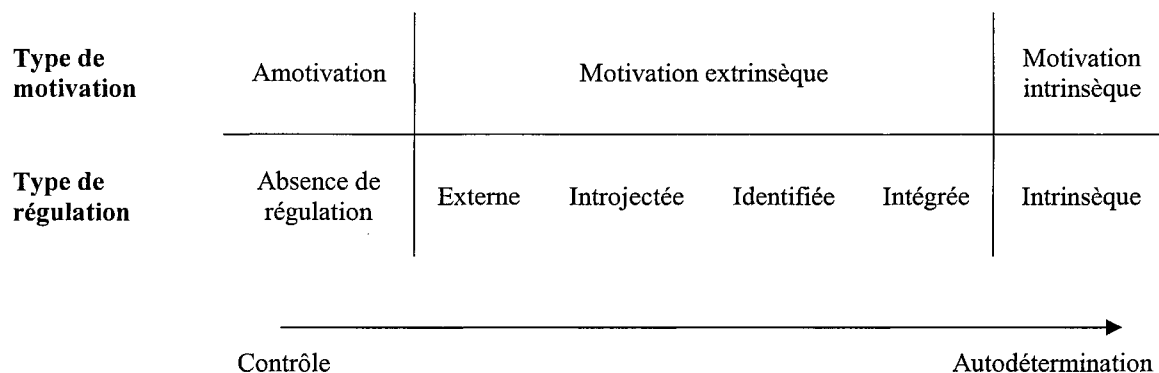 Type de
motivation
Amotivation
Motivation extrinsèque
Motivation
intrinsèque
Type de
régulation
Absence de
régulation
Externe
Introjectée
Identifiée
Intégrée
Intrinsèque
Contrôle
Autodétermination